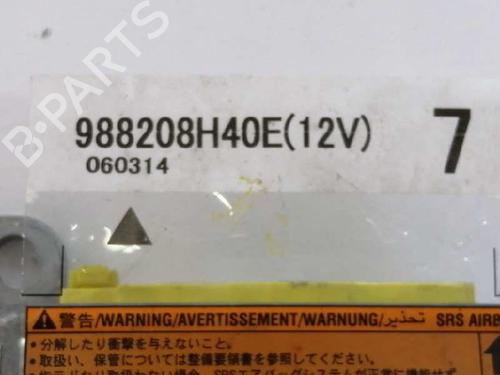 B-PARTS
988208H40E(12V) 7
060314
警告/WARNING/AVERTISSEMENT/WARNUNG/تحذير SRS AIRB
• 分解したり衝撃を与えないこと。
• 取扱い、保管については整備要領書を参照してください。